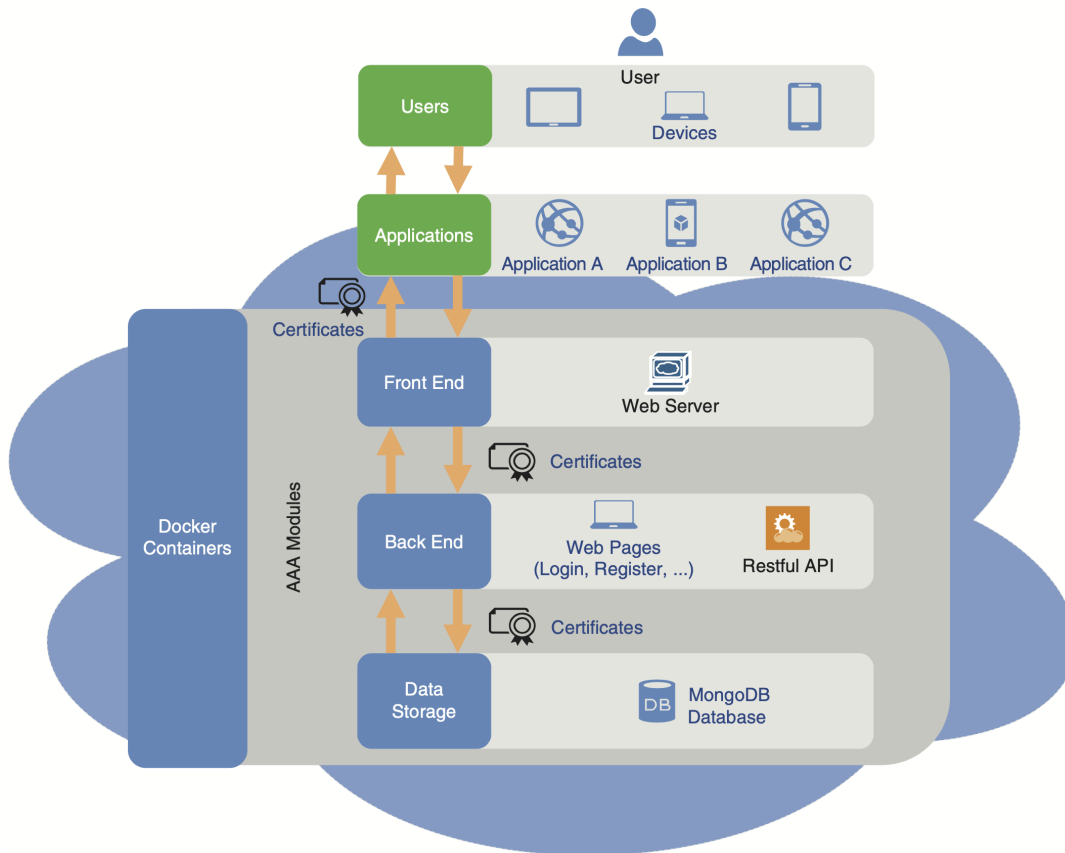 User
Users
Devices
Applications
Application A
Application B
Application C
Certificates
Front End
Web Server
Certificates
Docker
Containers
AAA Modules
Back End
Web Pages
(Login, Register, ...)
Restful API
Certificates
Data
Storage
DB
MongoDB
Database